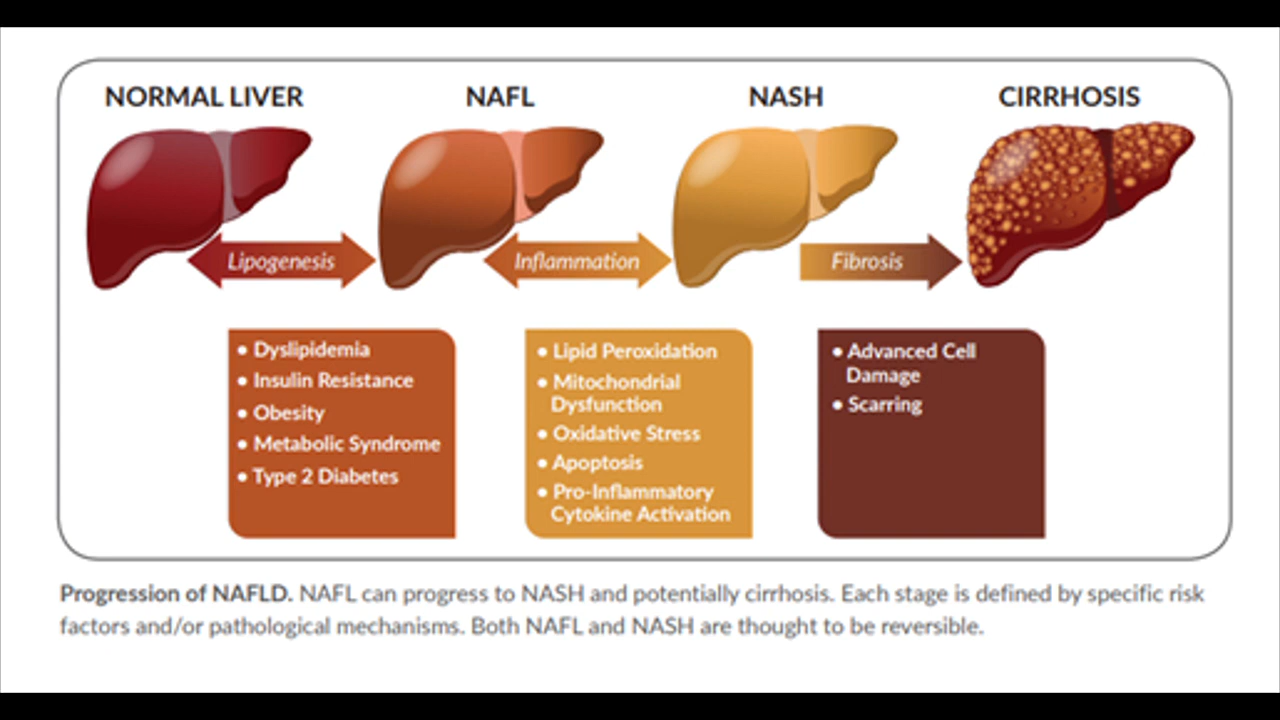 NORMAL LIVER
NAFL
NASH
CIRRHOSIS
Lipogenesis
Inflammation
Fibrosis
• Dyslipidemia
• Insulin Resistance
• Obesity
• Metabolic Syndrome
• Type 2 Diabetes
• Lipid Peroxidation
• Mitochondrial
Dysfunction
• Oxidative Stress
• Apoptosis
• Pro-Inflammatory
Cytokine Activation
• Advanced Cell
Damage
• Scarring
Progression of NAFLD. NAFL can progress to NASH and potentially cirrhosis. Each stage is defined by specific risk
factors and/or pathological mechanisms. Both NAFL and NASH are thought to be reversible.